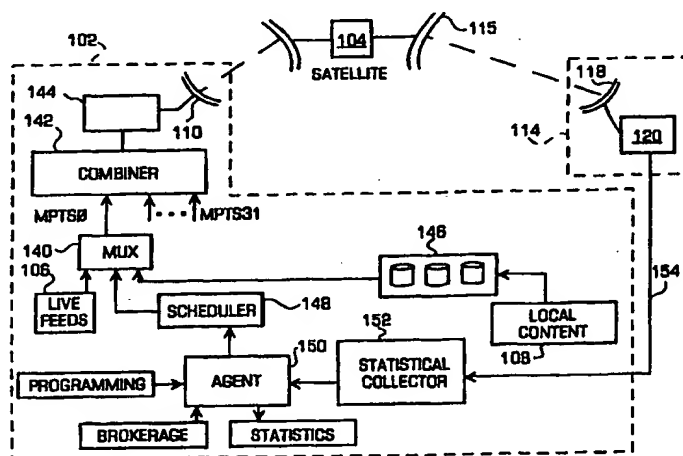 102
104
SATELLITE
115
144
110
118
114
120
142
COMBINER
MPTS0
MPTS31
140
MUX
106
LIVE
FEEDS
146
148
SCHEDULER
152
154
LOCAL
CONTENT
108
150
AGENT
STATISTICAL
COLLECTOR
PROGRAMMING
BROKERAGE
STATISTICS